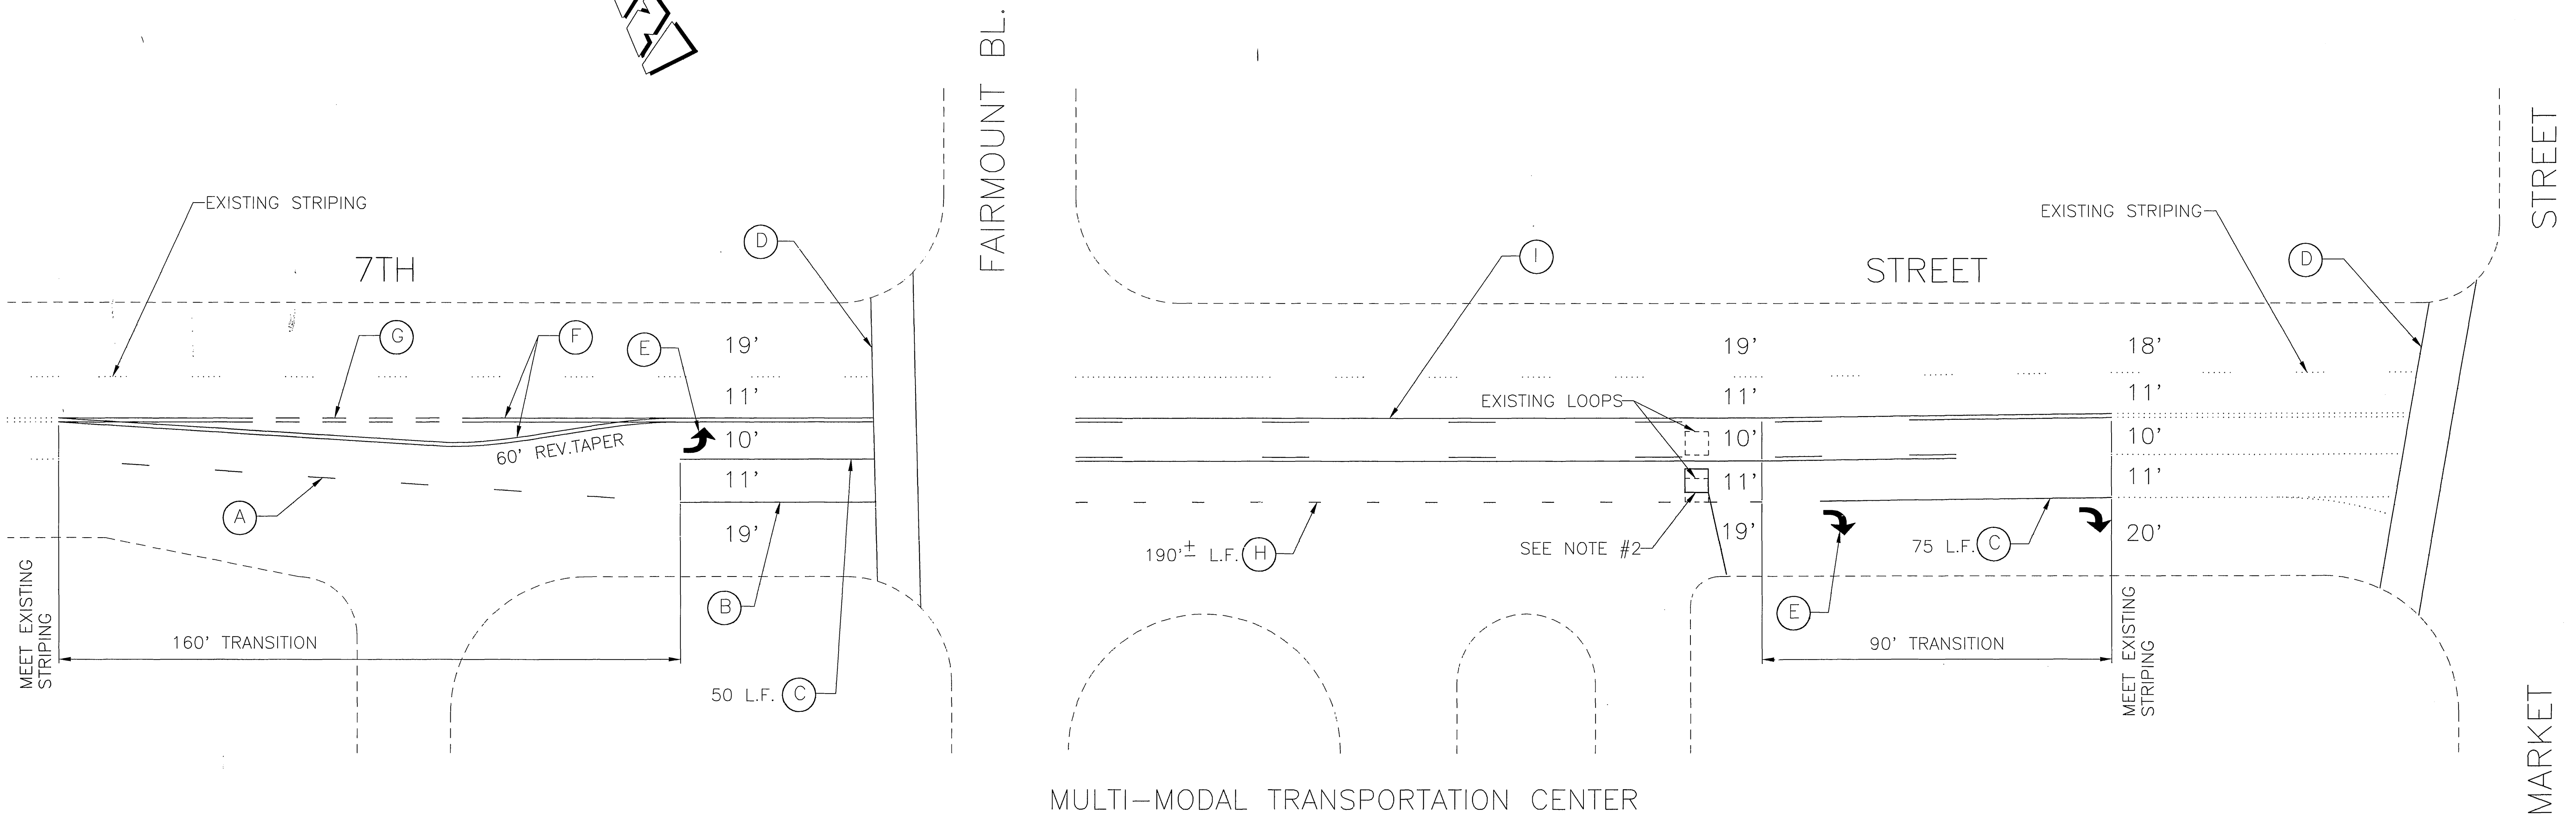 FAIRMOUNT BL.
STREET
EXISTING STRIPING
EXISTING STRIPING
D
I
D
7TH
STREET
G
F
E
19'
19'
18'
11'
11'
11'
EXISTING LOOPS
10'
10'
10'
60' REV.TAPER
11'
11'
11'
A
19'
19'
20'
190'± L.F. H
SEE NOTE #2
75 L.F. C
B
E
MEET EXISTING
STRIPING
160' TRANSITION
90' TRANSITION
MEET EXISTING
STRIPING
50 L.F. C
MARKET
MULTI-MODAL TRANSPORTATION CENTER